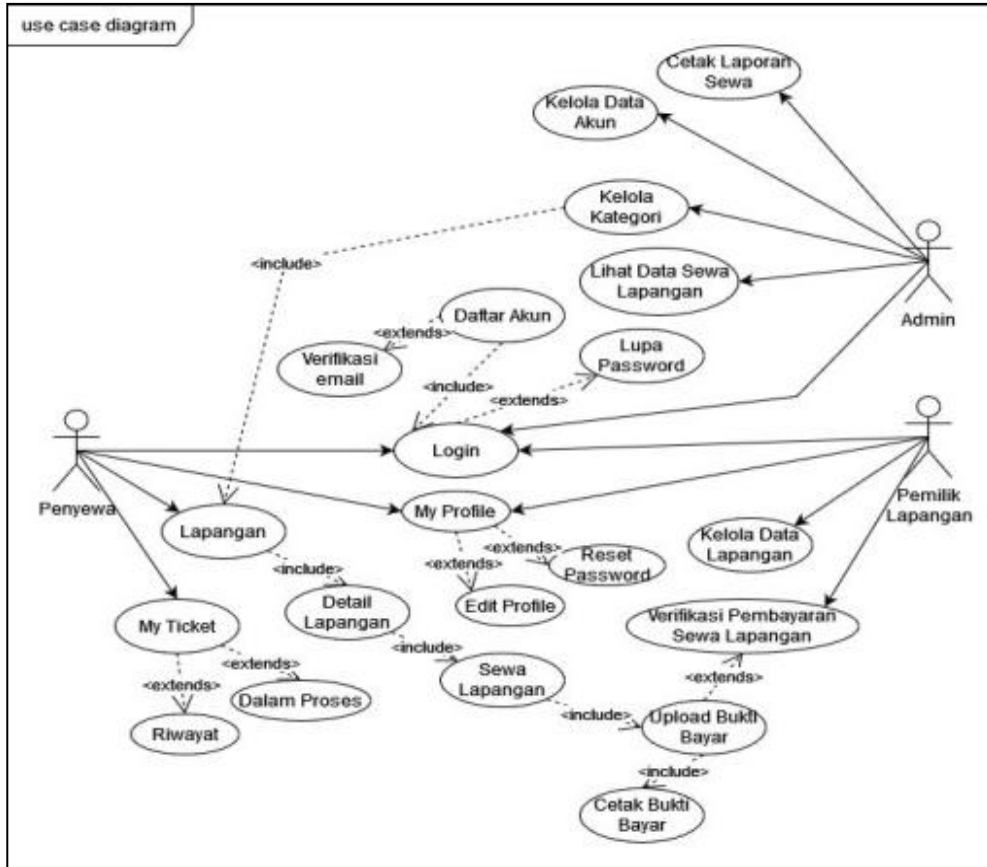 use case diagram
Cetak Laporan
Sewa
Kelola Data
Akun
Kelola
Kategori
<include>
Lihat Data Sewa
Lapangan
Admin
Daftar Akun
<extends>
Verifikasi
email
Lupa
Password
<include>
<extends>
Login
Penyewa
Pemilik
Lapangan
My Profile
Lapangan
Kelola Data
Lapangan
<extends>
Reset
Password
<include>
<extends>
Detail
Lapangan
Edit Profile
Verifikasi Pembayaran
Sewa Lapangan
My Ticket
<include>
<extends>
Sewa
Lapangan
<extends>
<extends>
Dalam Proses
<include>
Upload Bukti
Bayar
Riwayat
<include>
Cetak Bukti
Bayar